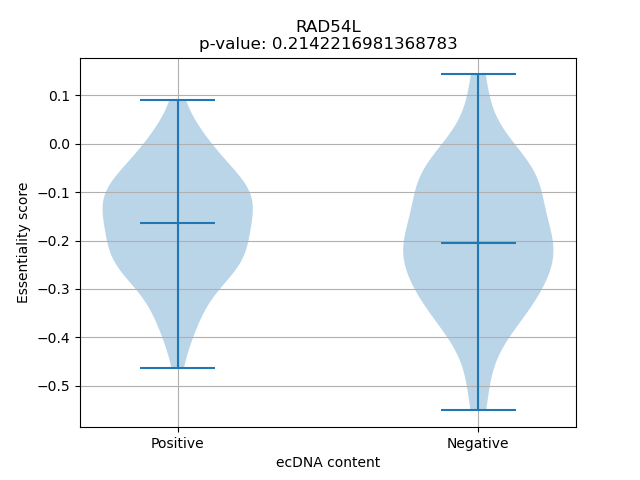 RAD54L
p-value: 0.2142216981368783
0.1
0.0
−0.1
−0.2
−0.3
−0.4
−0.5
Essentiality score
Positive
Negative
ecDNA content